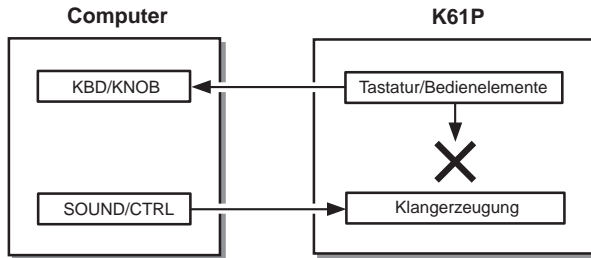 Computer
K61P
KBD/KNOB
Tastatur/Bedienelemente
SOUND/CTRL
Klangerzeugung